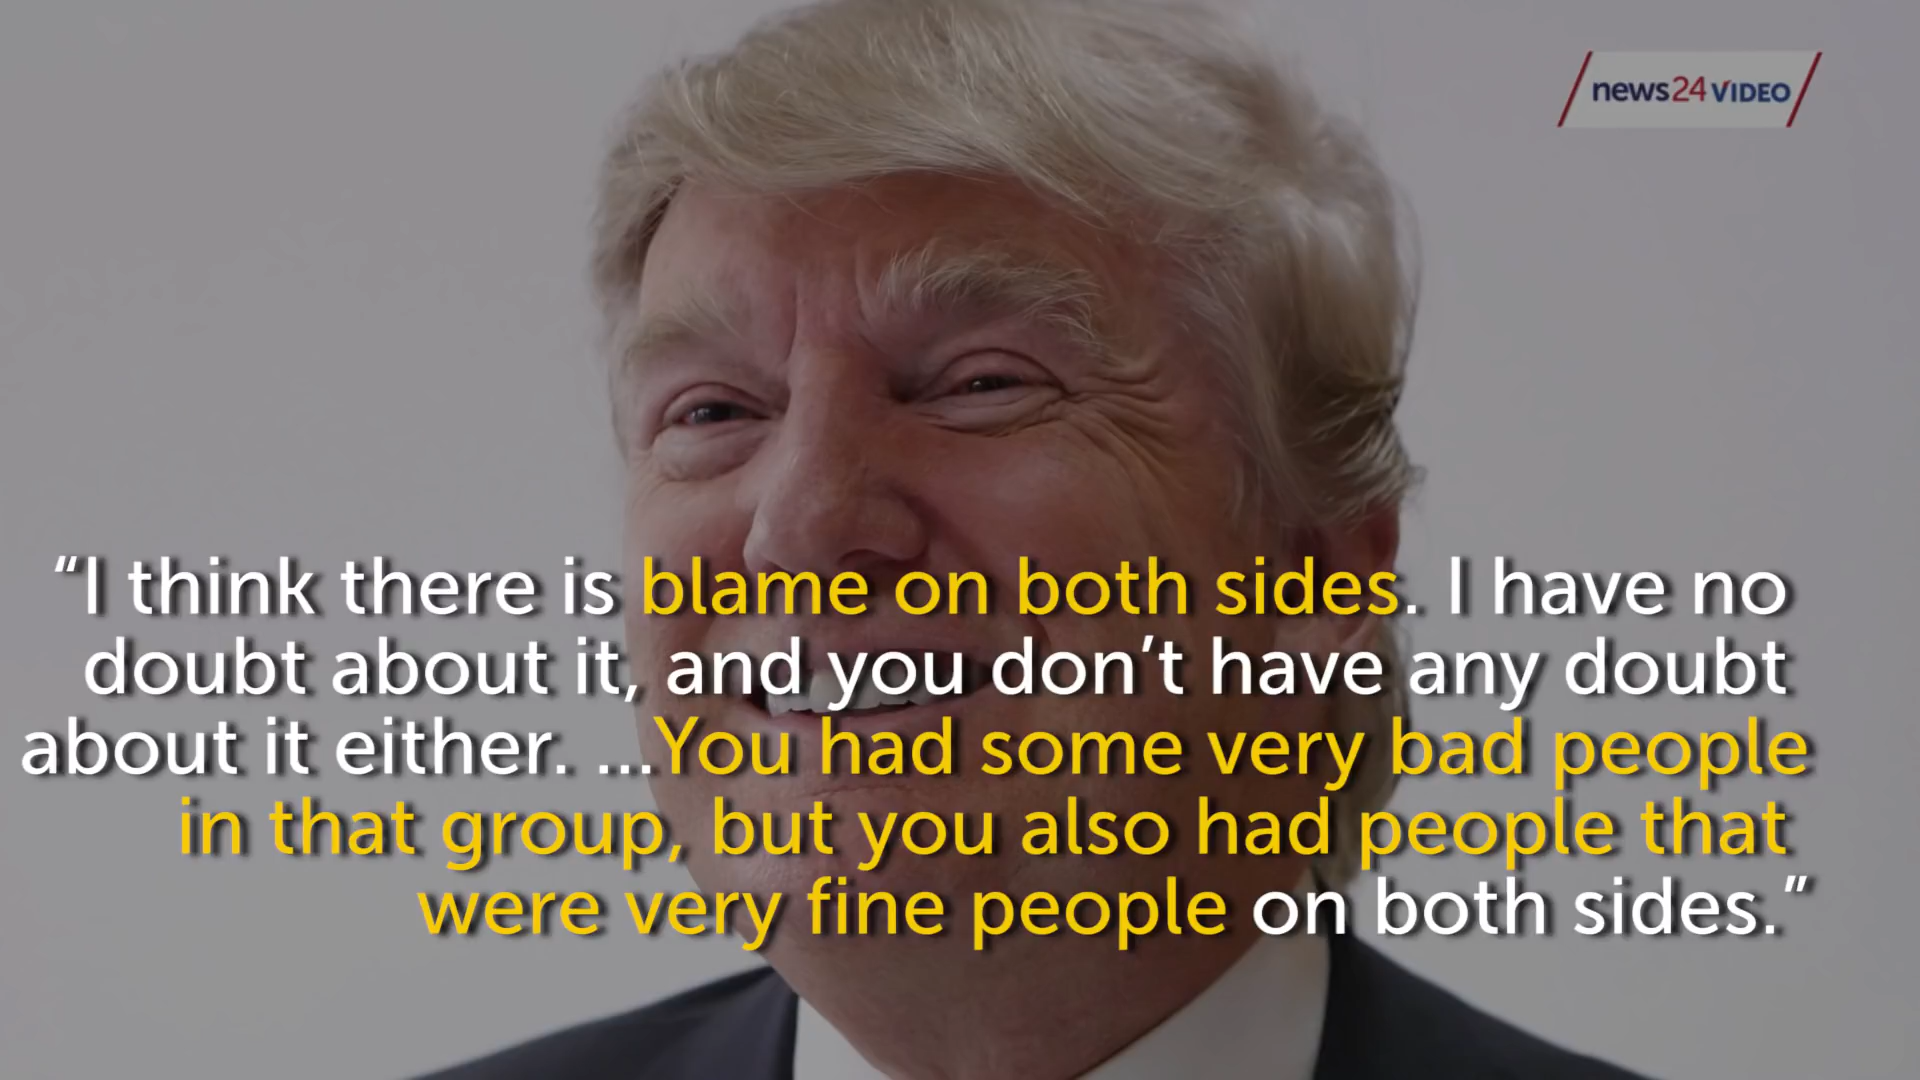 news24 VIDEO
“I think there is blame on both sides. I have no
doubt about it, and you don’t have any doubt
about it either. ...You had some very bad people
in that group, but you also had people that
were very fine people on both sides.”